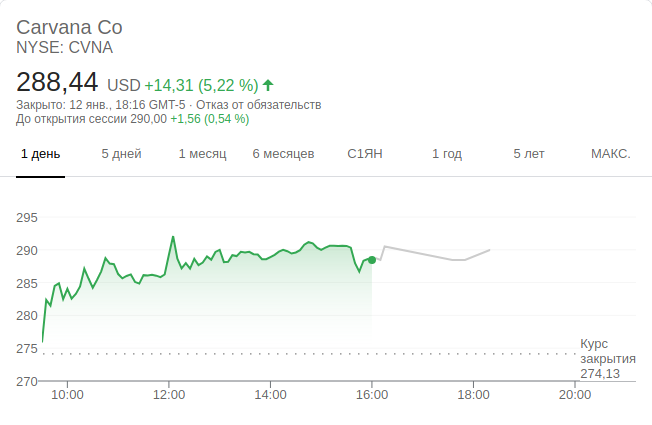 Carvana Co
NYSE: CVNA
288,44 USD +14,31 (5,22 %)
Закрыто: 12 янв., 18:16 GMT-5 · Отказ от обязательств
До открытия сессии 290,00 +1,56 (0,54 %)
1 день 5 дней 1 месяц 6 месяцев С1ЯН 1 год 5 лет МАКС.
295
290
285
280
275
270
Курс
закрытия
274,13
10:00 12:00 14:00 16:00 18:00 20:00